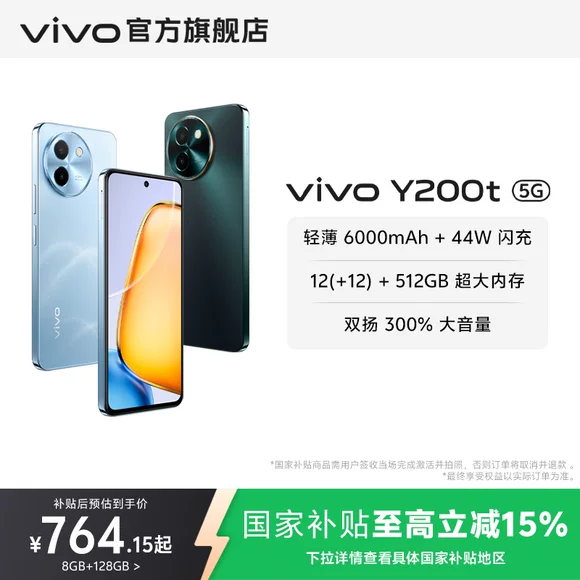 vivo 官方旗舰店
vivo Y200t 5G
轻薄 6000mAh + 44W 闪充
12(+12) + 512GB 超大内存
双扬 300% 大音量
vivo
*国家补贴商品需用户签收当场完成激活并拍照，否则订单将取消并退款 。
*最终享受权益以实际订单为准。
补贴后预估到手价
¥764.15起
8GB+128GB >
国家补贴至高立减15%
下拉详情查看具体国家补贴地区